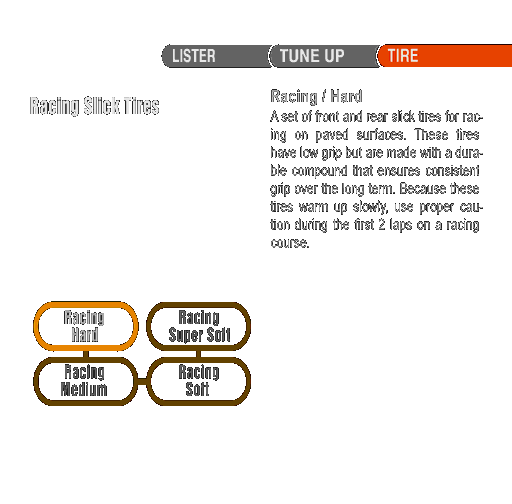 LISTER TUNE UP TIRE
Racing Slick Tires
Racing / Hard
A set of front and rear slick tires for rac-
ing on paved surfaces. These tires
have low grip but are made with a dura-
ble compound that ensures consistent
grip over the long term. Because these
tires warm up slowly, use proper cau-
tion during the first 2 laps on a racing
course.
Racing
Hard
Racing
Super Soft
Racing
Medium
Racing
Soft